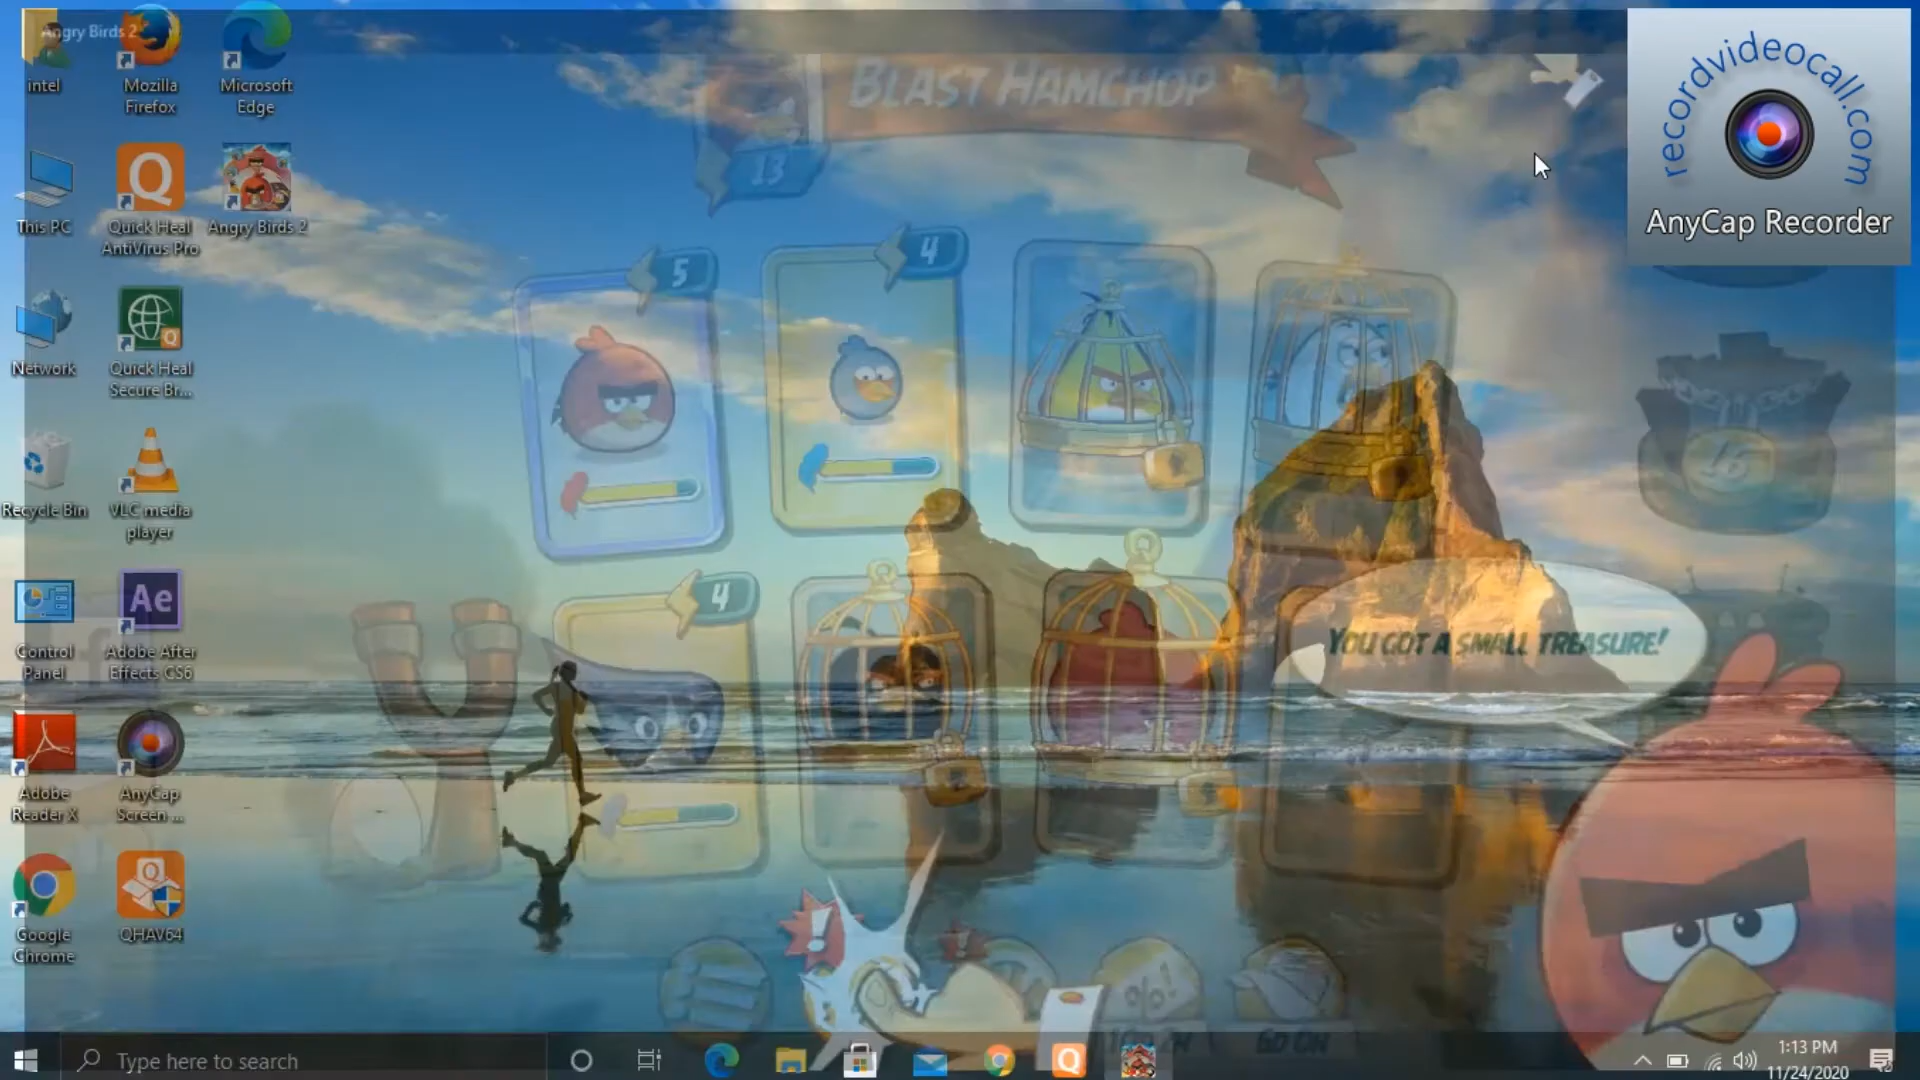 Angry Birds 2
intel
Mozilla
Firefox
Microsoft
Edge
BLAST HAMCHOP
13
recordvideocall.com
AnyCap Recorder
This PC
Quick Heal
AntiVirus Pro
Angry Birds 2
5
4
Network
Quick Heal
Secure Br...
16
Recycle Bin
VLC media
player
4
YOU GOT A SMALL TREASURE!
Control
Panel
Ae
Adobe After
Effects CS6
Adobe
Reader X
AnyCap
Screen ...
Google
Chrome
QHAV64
GO ON
Type here to search
1:13 PM
11/24/2020